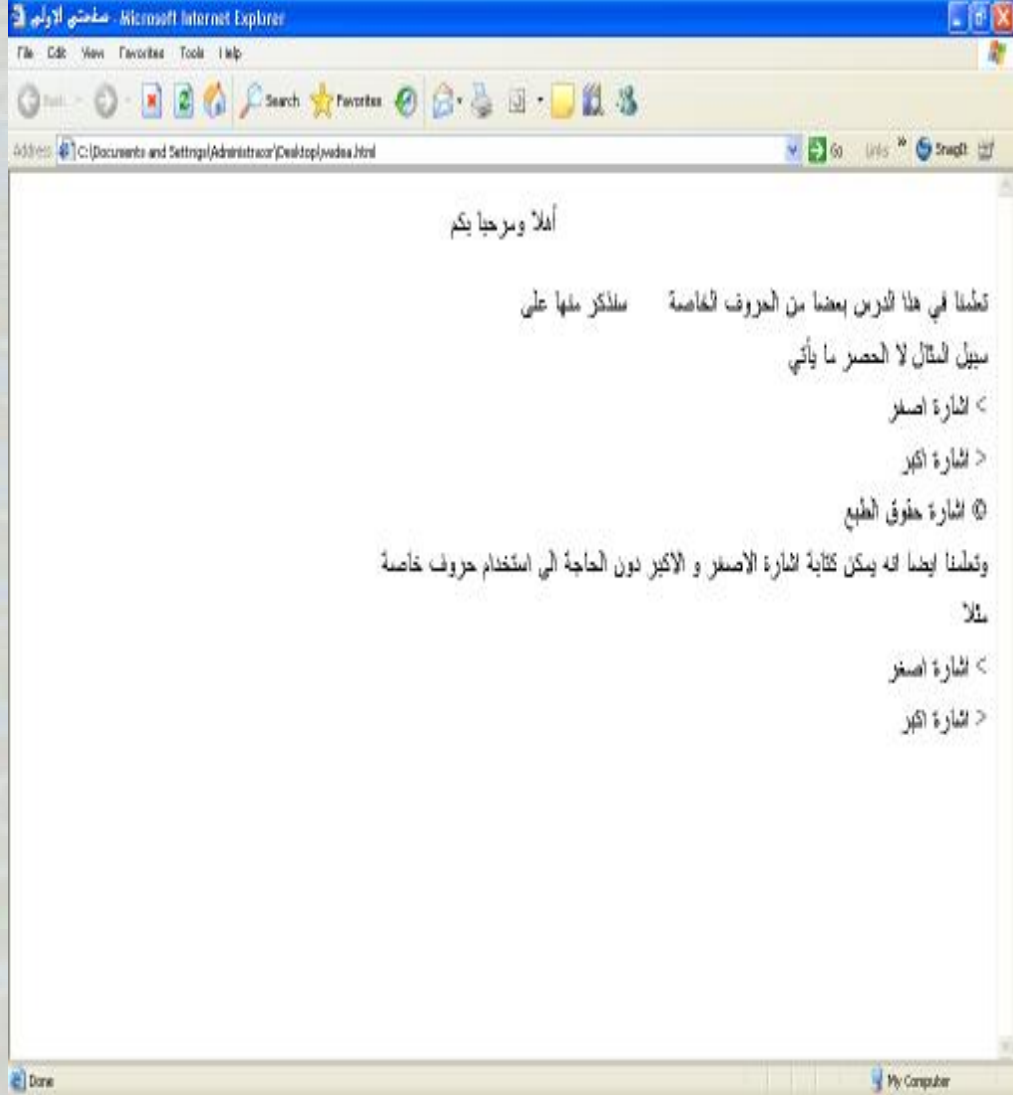 صفحتي الاولى - Microsoft Internet Explorer
File Edit View Favorites Tools Help
Back Search Favorites
Address C:\Documents and Settings\Administrator\Desktop\wedea.html Go Links » SnagIt
أهلا ومرحبا بكم
تعلمنا في هذا الدرس بعضا من الحروف الخاصة سنذكر منها على
سبيل المثال لا الحصر ما يأتي
> اشارة اصغر
< اشارة اكبر
© اشارة حقوق الطبع
وتعلمنا ايضا انه يمكن كتابة اشارة الاصغر و الاكبر دون الحاجة الي استخدام حروف خاصة
مثلا
> اشارة اصغر
< اشارة اكبر
Done My Computer